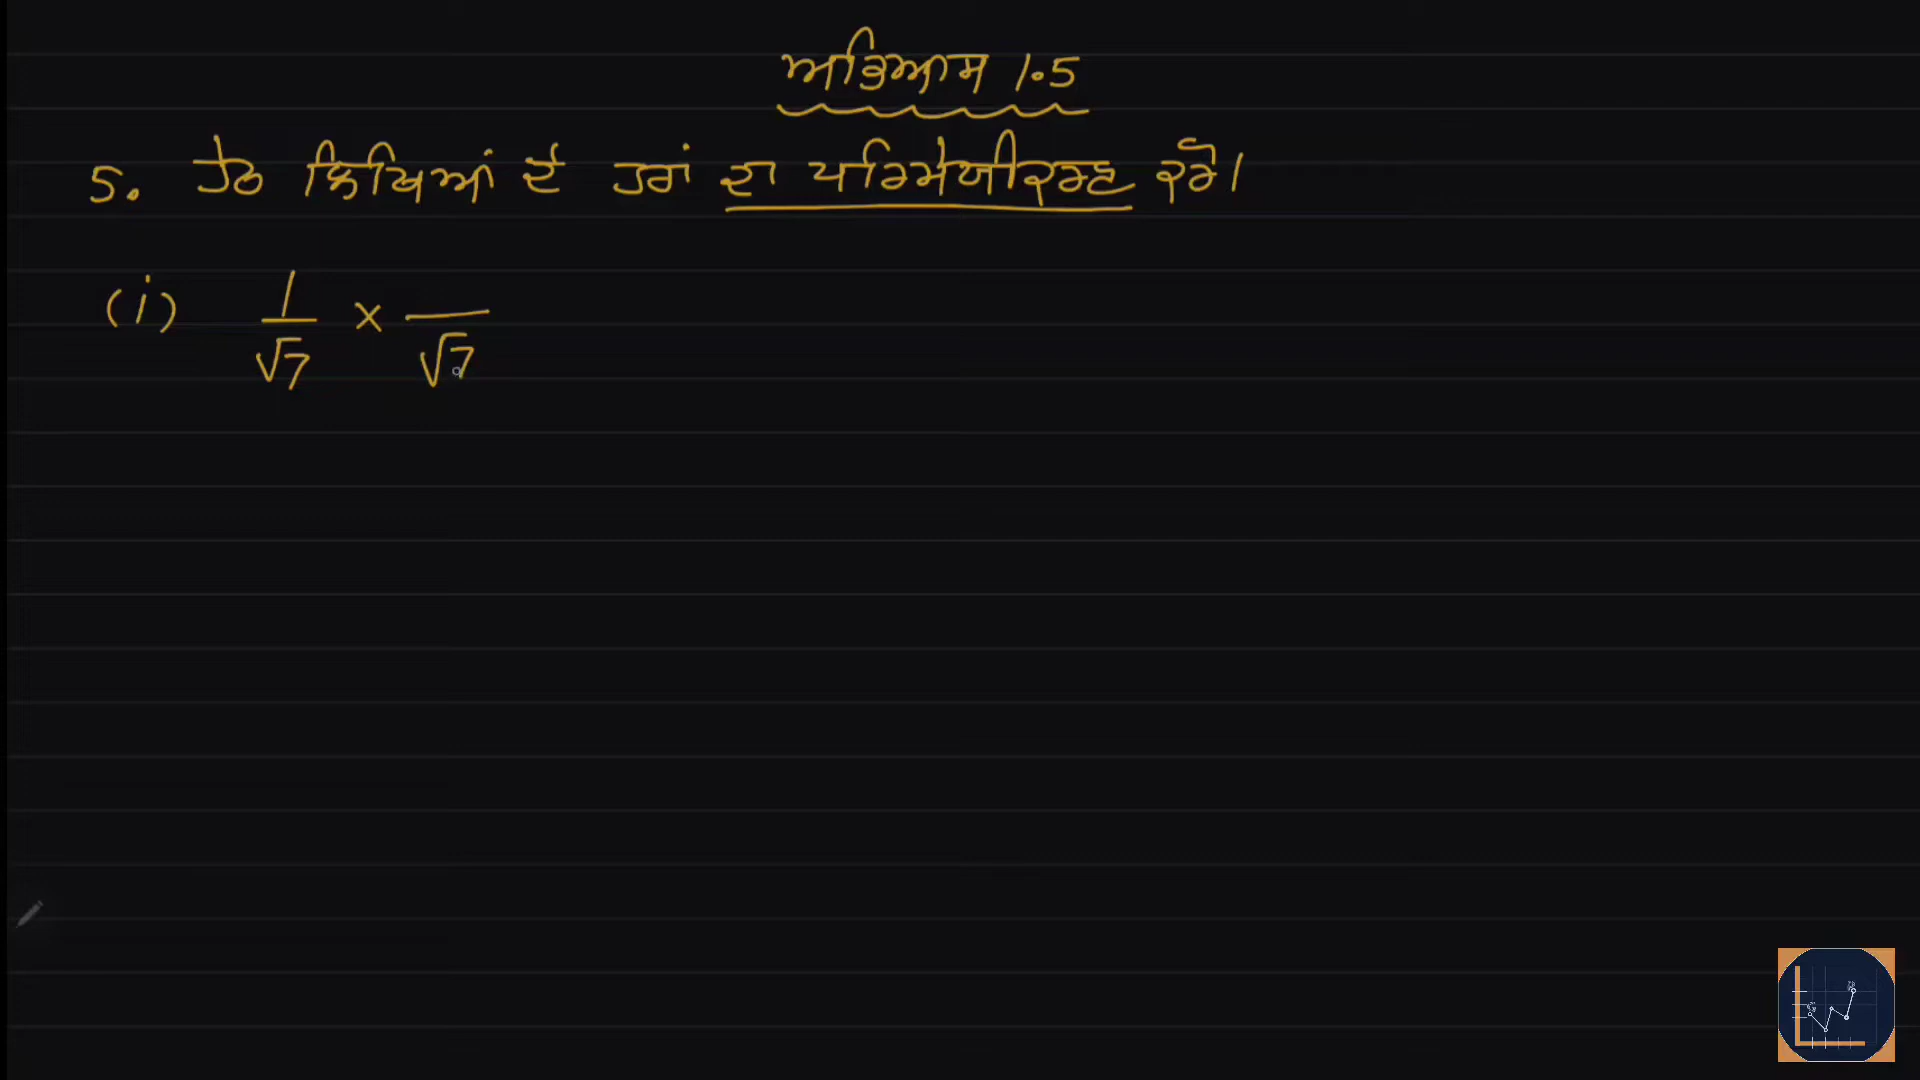 ਅਭਿਆਸ 1.5
5. ਹੇਠ ਲਿਖਿਆਂ ਦੇ ਹਰਾਂ ਦਾ ਪਰਿਮੇਯੀਕਰਣ ਕਰੋ।
(i) 1/√7 × /√7